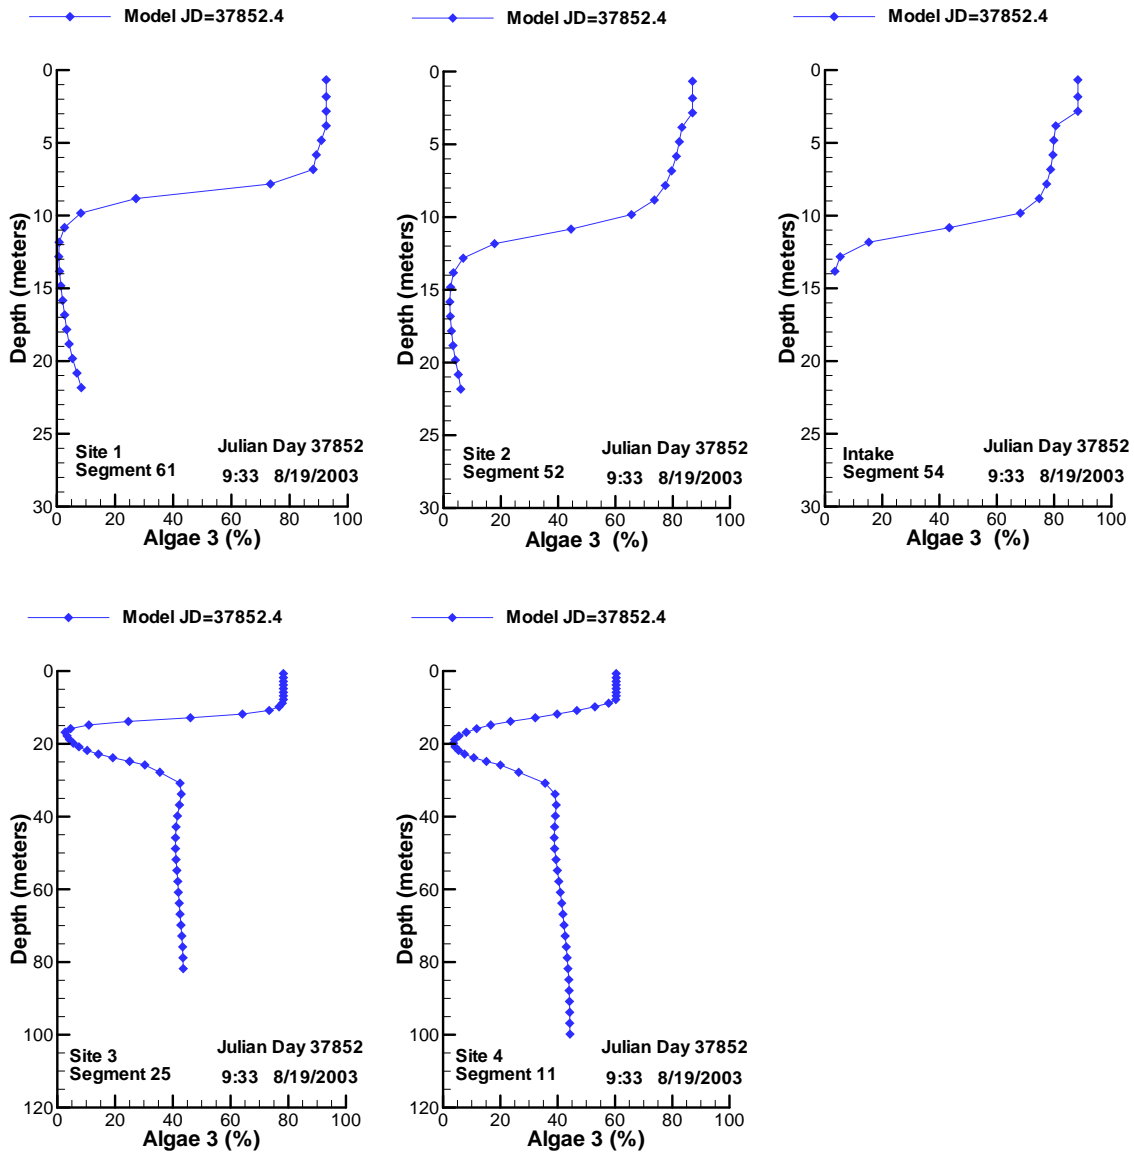 Model JD=37852.4
0
5
10
15
20
25
30
0 20 40 60 80 100
Depth (meters)
Algae 3 (%)
Site 1
Segment 61
Julian Day 37852
9:33 8/19/2003
Model JD=37852.4
0
5
10
15
20
25
30
0 20 40 60 80 100
Depth (meters)
Algae 3 (%)
Site 2
Segment 52
Julian Day 37852
9:33 8/19/2003
Model JD=37852.4
0
5
10
15
20
25
30
0 20 40 60 80 100
Depth (meters)
Algae 3 (%)
Intake
Segment 54
Julian Day 37852
9:33 8/19/2003
Model JD=37852.4
0
20
40
60
80
100
120
0 20 40 60 80 100
Depth (meters)
Algae 3 (%)
Site 3
Segment 25
Julian Day 37852
9:33 8/19/2003
Model JD=37852.4
0
20
40
60
80
100
120
0 20 40 60 80 100
Depth (meters)
Algae 3 (%)
Site 4
Segment 11
Julian Day 37852
9:33 8/19/2003